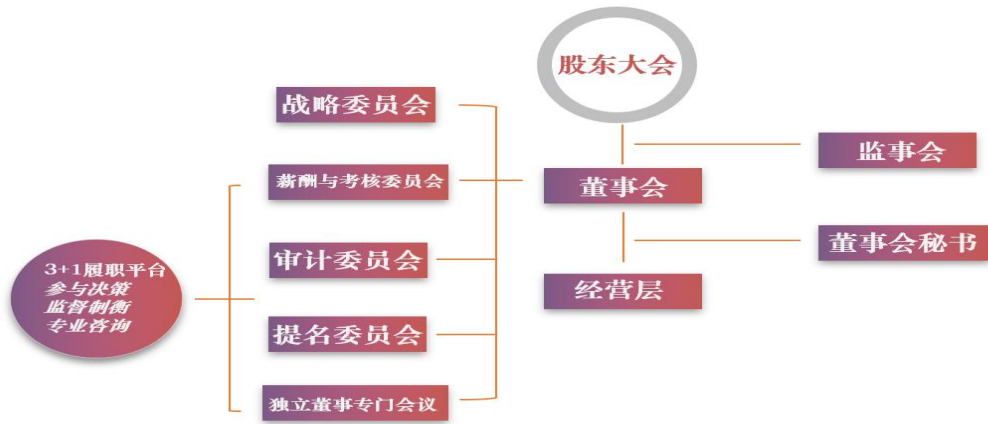 股东大会
战略委员会
监事会
薪酬与考核委员会
董事会
董事会秘书
审计委员会
3+1履职平台
参与决策
监督制衡
专业咨询
经营层
提名委员会
独立董事专门会议